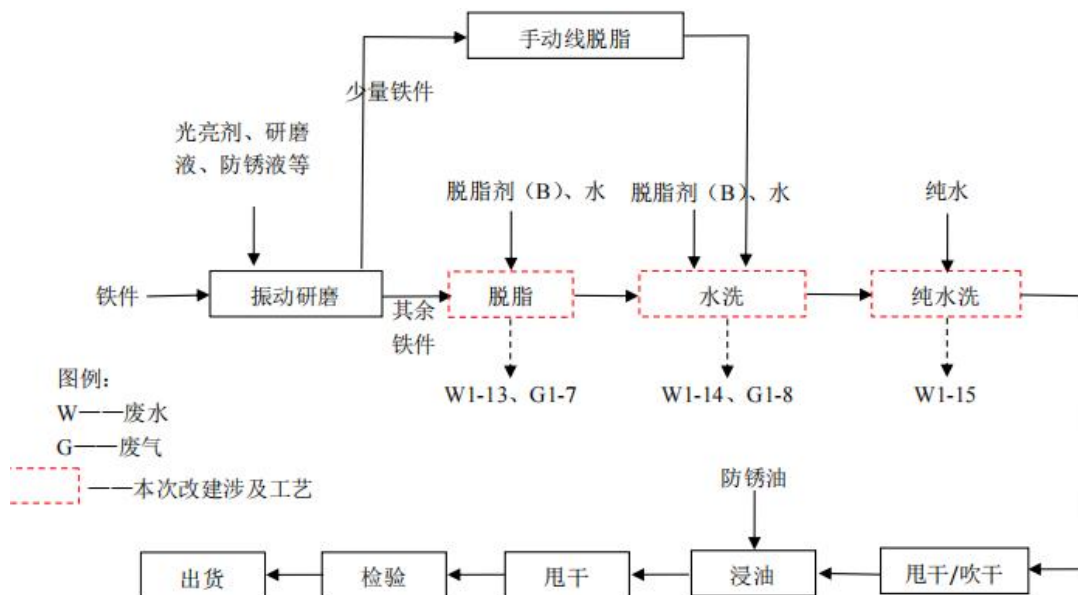 手动线脱脂
少量铁件
光亮剂、研磨
液、防锈液等
脱脂剂（B）、水
脱脂剂（B）、水
纯水
铁件
振动研磨
其余
铁件
脱脂
水洗
纯水洗
W1-13、G1-7
W1-14、G1-8
W1-15
图例：
W——废水
G——废气
——本次改建涉及工艺
防锈油
出货
检验
甩干
浸油
甩干/吹干